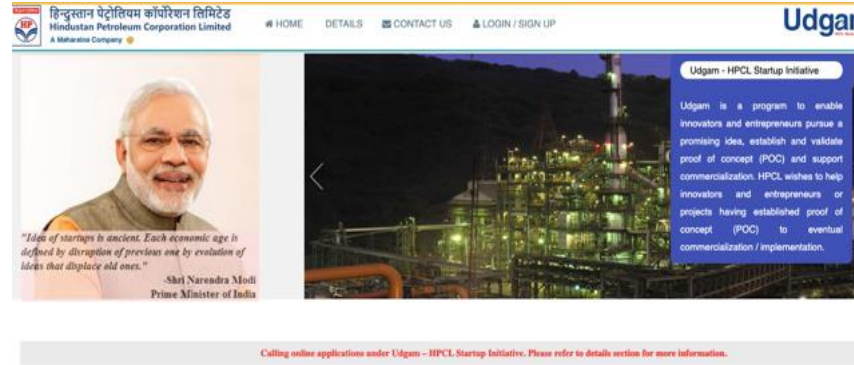 हिन्दुस्तान पेट्रोलियम कॉर्पोरेशन लिमिटेड
Hindustan Petroleum Corporation Limited
A Maharatna Company
HP
HOME DETAILS CONTACT US LOGIN / SIGN UP
Udgam
Udgam - HPCL Startup Initiative
Udgam is a program to enable
innovators and entrepreneurs pursue a
promising idea, establish and validate
proof of concept (POC) and support
commercialization. HPCL wishes to help
innovators and entrepreneurs or
projects having established proof of
concept (POC) to eventual
commercialization / implementation.
"Idea of startups is ancient. Each economic age is
defined by disruption of previous one by evolution of
ideas that displace old ones."
-Shri Narendra Modi
Prime Minister of India
Calling online applications under Udgam – HPCL Startup Initiative. Please refer to details section for more information.